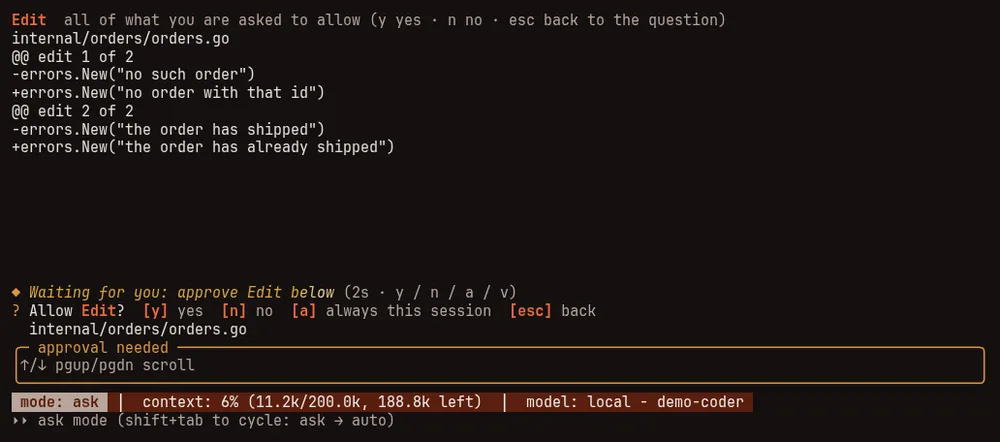 Edit  all of what you are asked to allow (y yes · n no · esc back to the question)
internal/orders/orders.go
@@ edit 1 of 2
-errors.New("no such order")
+errors.New("no order with that id")
@@ edit 2 of 2
-errors.New("the order has shipped")
+errors.New("the order has already shipped")
◆ Waiting for you: approve Edit below (2s · y / n / a / v)
? Allow Edit?  [y] yes  [n] no  [a] always this session  [esc] back
internal/orders/orders.go
approval needed
↑/↓ pgup/pgdn scroll
mode: ask │ context: 6% (11.2k/200.0k, 188.8k left) │ model: local - demo-coder
▸▸ ask mode (shift+tab to cycle: ask → auto)